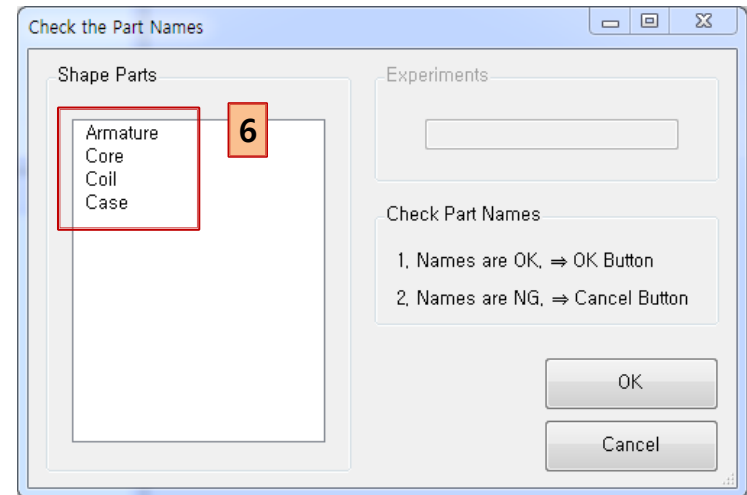 Check the Part Names
Shape Parts
Armature
Core
Coil
Case
6
Experiments
Check Part Names
1, Names are OK, ⇒ OK Button
2, Names are NG, ⇒ Cancel Button
OK
Cancel